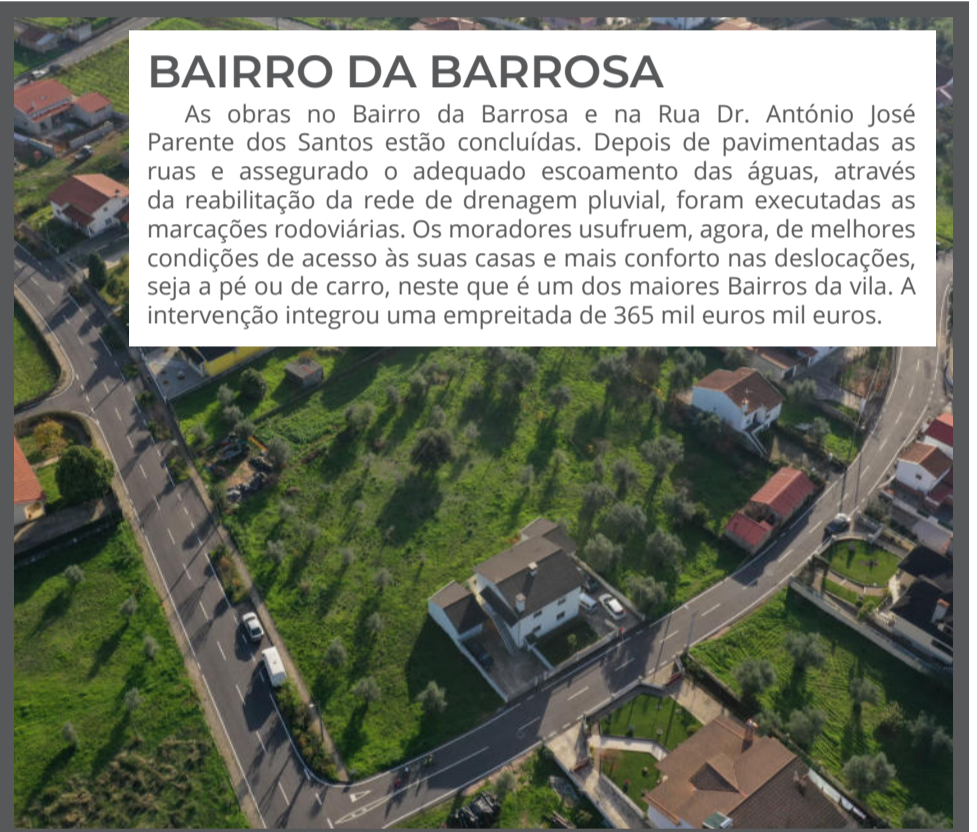 BAIRRO DA BARROSA
As obras no Bairro da Barrosa e na Rua Dr. António José
Parente dos Santos estão concluídas. Depois de pavimentadas as
ruas e assegurado o adequado escoamento das águas, através
da reabilitação da rede de drenagem pluvial, foram executadas as
marcações rodoviárias. Os moradores usufruem, agora, de melhores
condições de acesso às suas casas e mais conforto nas deslocações,
seja a pé ou de carro, neste que é um dos maiores Bairros da vila. A
intervenção integrou uma empreitada de 365 mil euros mil euros.